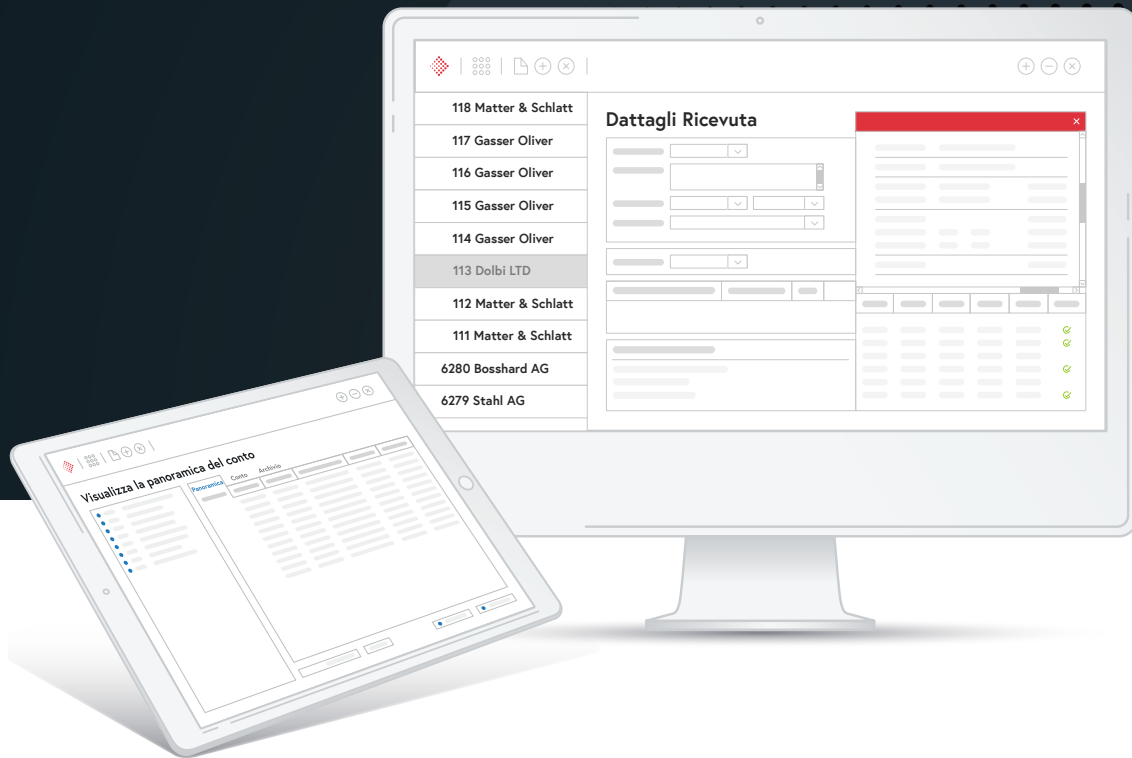 118 Matter & Schlatt
117 Gasser Oliver
116 Gasser Oliver
115 Gasser Oliver
114 Gasser Oliver
113 Dolbi LTD
112 Matter & Schlatt
111 Matter & Schlatt
6280 Bosshard AG
6279 Stahl AG
Dattagli Ricevuta
Visualizza la panoramica del conto
Panoramica Conto Archivio